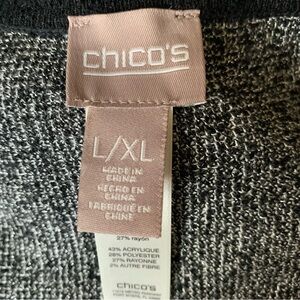 chico's
L/XL
MADE IN
CHINA
HECHO EN
CHINA
FABRIQUÉ EN
CHINE
27% rayon
43% ACRYLIQUE
28% POLYESTER
27% RAYONNE
2% AUTRE FIBRE
chico's